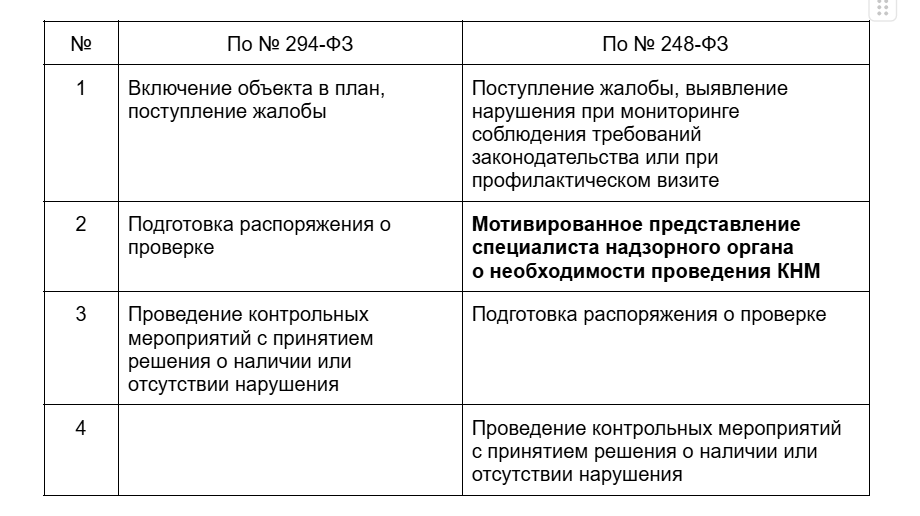 №
По № 294-ФЗ
По № 248-ФЗ
1
Включение объекта в план,
поступление жалобы
Поступление жалобы, выявление
нарушения при мониторинге
соблюдения требований
законодательства или при
профилактическом визите
2
Подготовка распоряжения о
проверке
Мотивированное представление
специалиста надзорного органа
о необходимости проведения КНМ
3
Проведение контрольных
мероприятий с принятием
решения о наличии или
отсутствии нарушения
Подготовка распоряжения о проверке
4
Проведение контрольных мероприятий
с принятием решения о наличии или
отсутствии нарушения